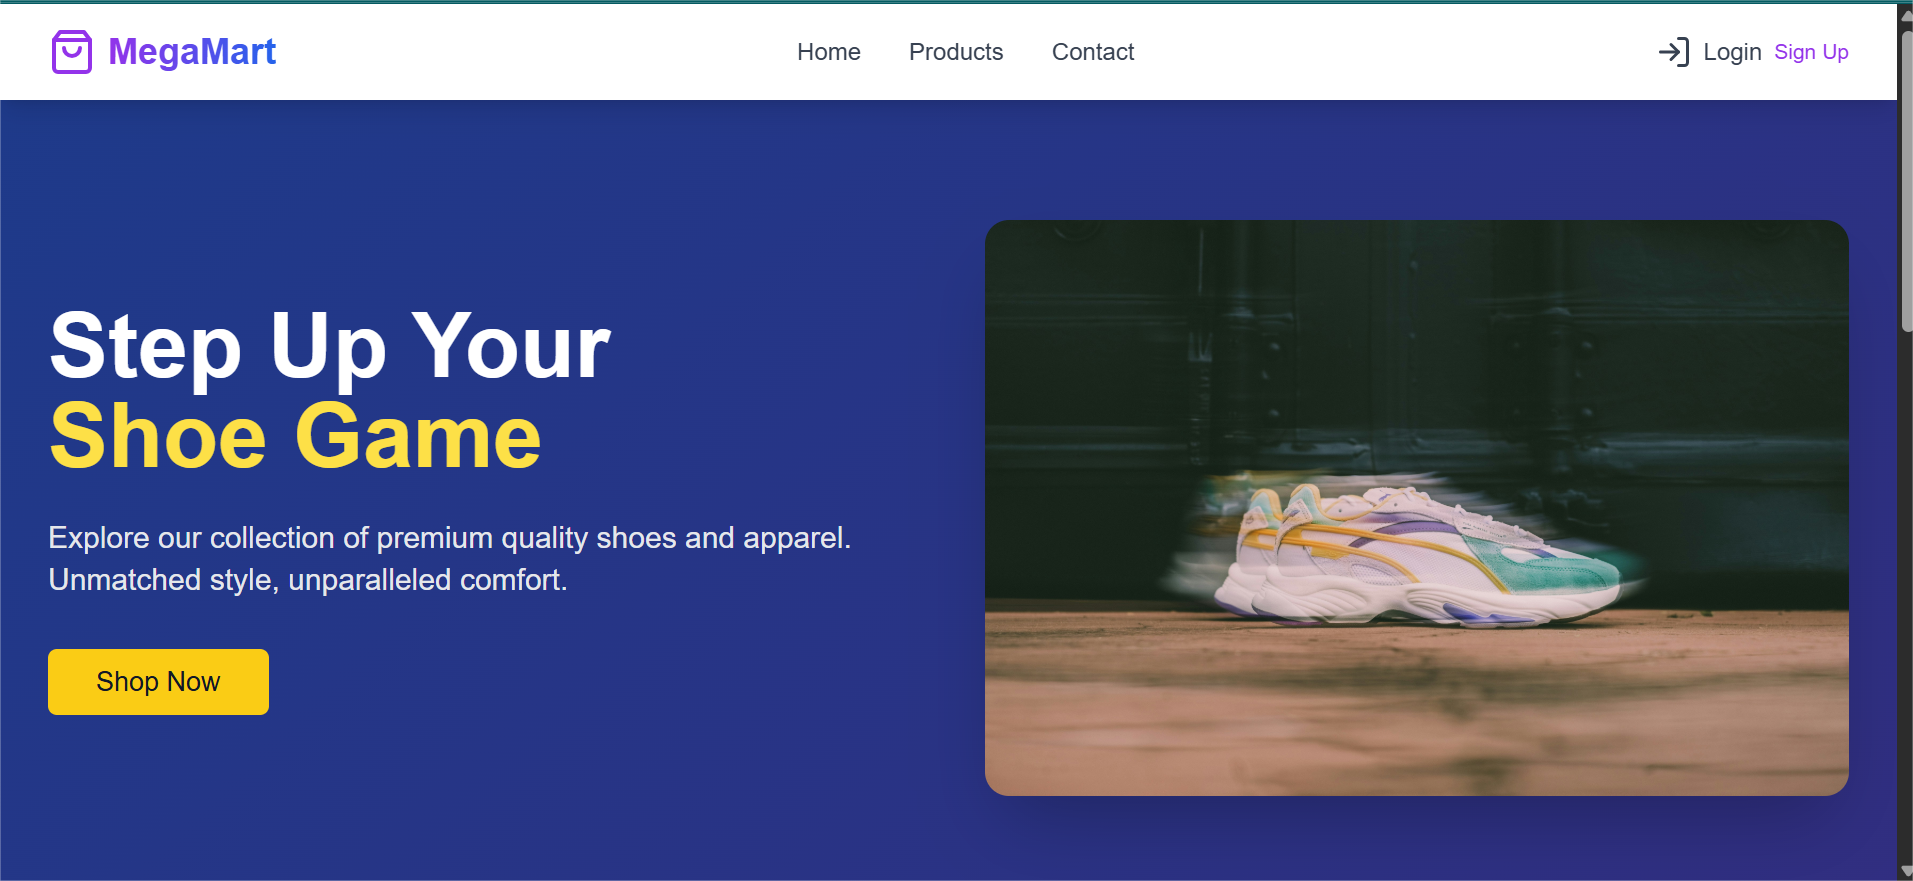 MegaMart
Home Products Contact
Login Sign Up
Step Up Your
Shoe Game
Explore our collection of premium quality shoes and apparel.
Unmatched style, unparalleled comfort.
Shop Now